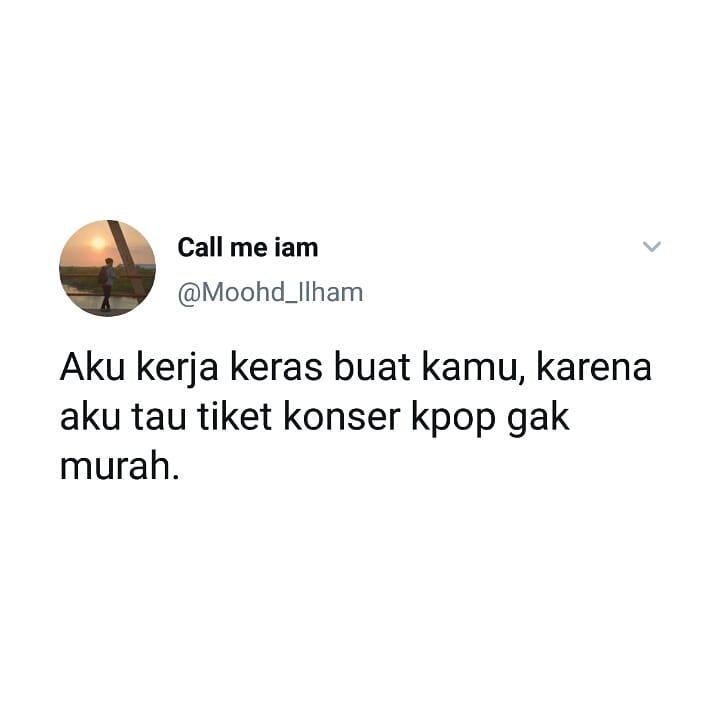 Call me iam
@Moohd_Ilham
Aku kerja keras buat kamu, karena
aku tau tiket konser kpop gak
murah.